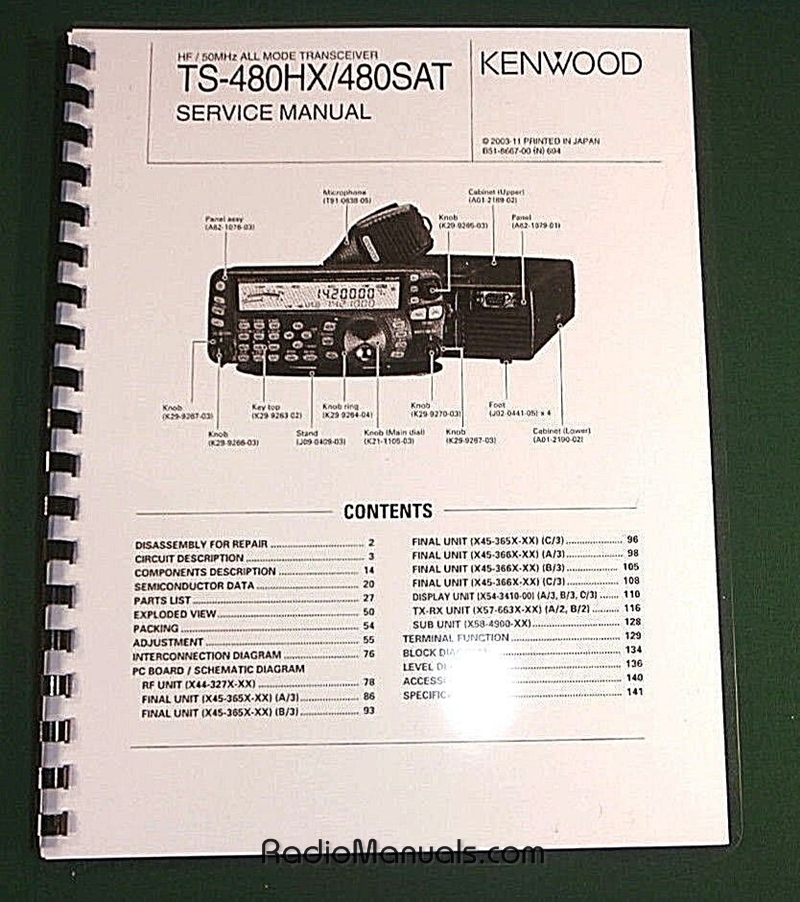 HF / 50MHz ALL MODE TRANSCEIVER
TS-480HX/480SAT
SERVICE MANUAL
KENWOOD
© 2003-11 PRINTED IN JAPAN
B51-8667-00 (N) 604
Microphone
(T91-0638-05)
Cabinet (Upper)
(A01-2189-02)
Panel assy
(A62-1078-03)
Knob
(K29-9265-03)
Panel
(A62-1079-01)
14.200.00
Knob
(K29-9267-03)
Key top
(K29-9263-02)
Knob ring
(K29-9264-04)
Knob
(K29-9270-03)
Foot
(J02-0441-05) x 4
Knob
(K29-9266-03)
Stand
(J09-0409-03)
Knob (Main dial)
(K21-1105-03)
Knob
(K29-9267-03)
Cabinet (Lower)
(A01-2190-02)
CONTENTS
DISASSEMBLY FOR REPAIR 2
CIRCUIT DESCRIPTION 3
COMPONENTS DESCRIPTION 14
SEMICONDUCTOR DATA 20
PARTS LIST 27
EXPLODED VIEW 50
PACKING 54
ADJUSTMENT 55
INTERCONNECTION DIAGRAM 76
PC BOARD / SCHEMATIC DIAGRAM
RF UNIT (X44-327X-XX) 78
FINAL UNIT (X45-365X-XX) (A/3) 86
FINAL UNIT (X45-365X-XX) (B/3) 93
FINAL UNIT (X45-365X-XX) (C/3) 96
FINAL UNIT (X45-366X-XX) (A/3) 98
FINAL UNIT (X45-366X-XX) (B/3) 105
FINAL UNIT (X45-366X-XX) (C/3) 108
DISPLAY UNIT (X54-3410-00) (A/3, B/3, C/3) 110
TX-RX UNIT (X57-663X-XX) (A/2, B/2) 116
SUB UNIT (X58-4900-XX) 128
TERMINAL FUNCTION 129
BLOCK 134
LEVEL 136
140
141
RadioManuals.com